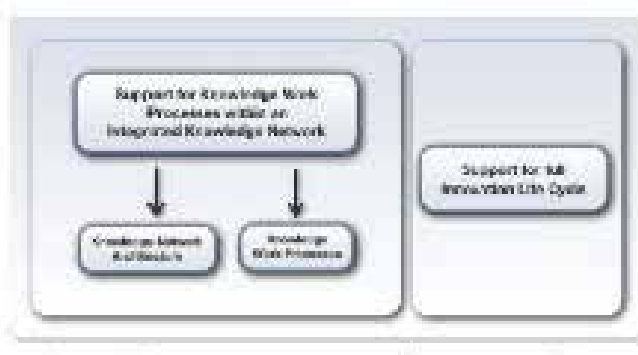 Support for Knowledge Work
Processes within an
Integrated Knowledge Network
Knowledge Network
Architecture
Knowledge
Work Processes
Support for full
Innovation Life Cycle